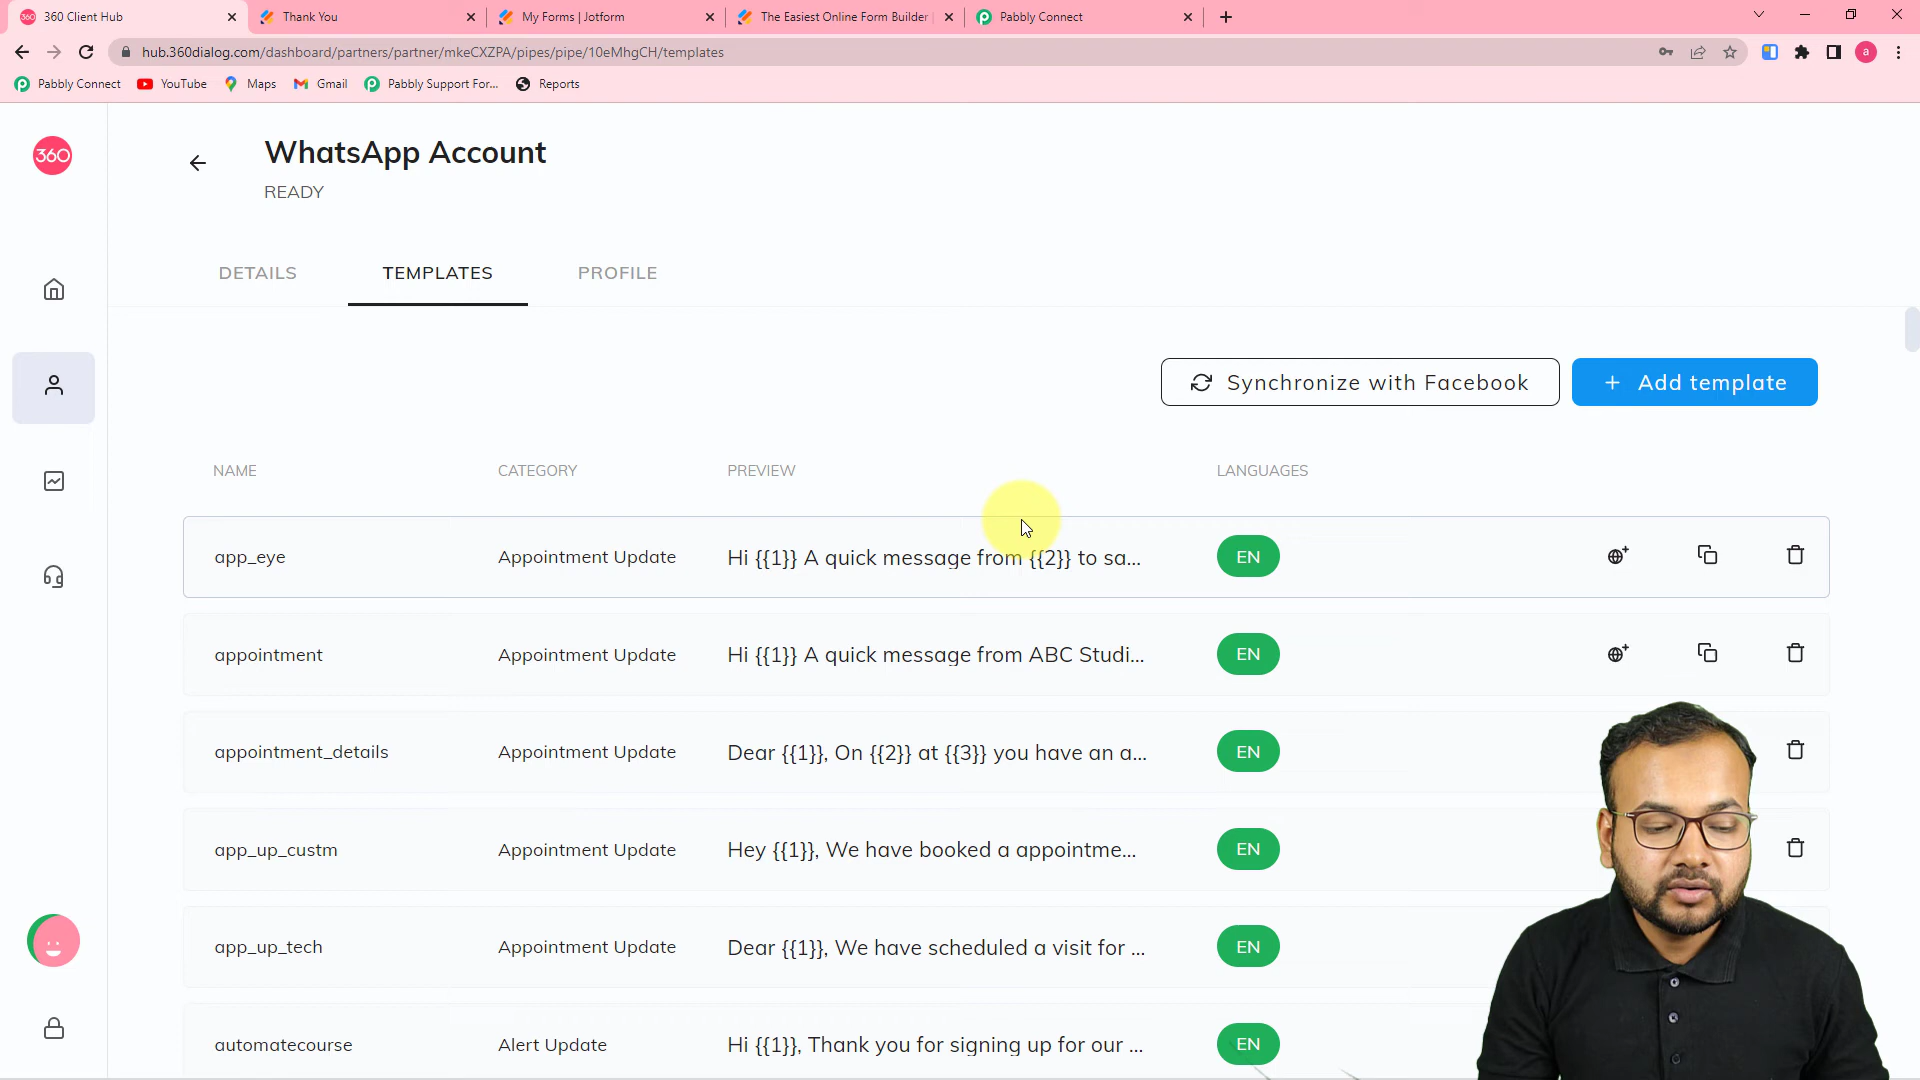 360 Client Hub
Thank You
My Forms | Jotform
The Easiest Online Form Builder
Pabbly Connect
hub.360dialog.com/dashboard/partners/partner/mkeCXZPA/pipes/pipe/10eMhgCH/templates
a
Pabbly Connect
YouTube
Maps
Gmail
Pabbly Support For...
Reports
360
WhatsApp Account
READY
DETAILS
TEMPLATES
PROFILE
Synchronize with Facebook
+ Add template
NAME
CATEGORY
PREVIEW
LANGUAGES
app_eye
Appointment Update
Hi {{1}} A quick message from {{2}} to sa...
EN
appointment
Appointment Update
Hi {{1}} A quick message from ABC Studi...
EN
appointment_details
Appointment Update
Dear {{1}}, On {{2}} at {{3}} you have an a...
EN
app_up_custm
Appointment Update
Hey {{1}}, We have booked a appointme...
EN
app_up_tech
Appointment Update
Dear {{1}}, We have scheduled a visit for ...
EN
automatecourse
Alert Update
Hi {{1}}, Thank you for signing up for our ...
EN